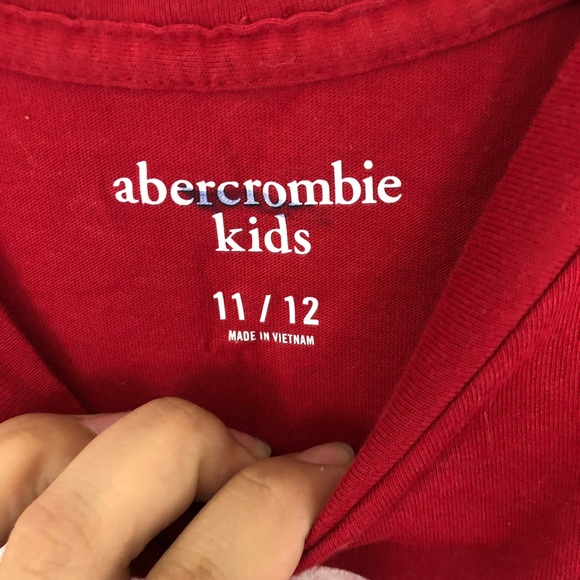 abercrombie
kids
11 / 12
MADE IN VIETNAM